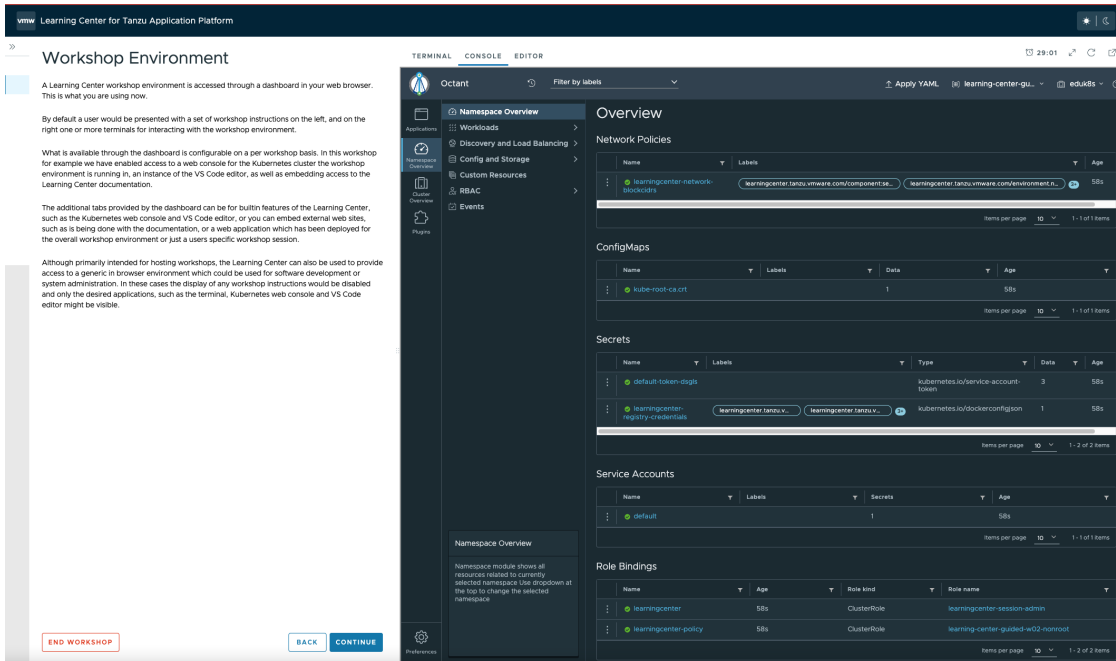 vmw Learning Center for Tanzu Application Platform
Workshop Environment
A Learning Center workshop environment is accessed through a dashboard in your web browser.
This is what you are using now.
By default a user would be presented with a set of workshop instructions on the left, and on the
right one or more terminals for interacting with the workshop environment.
What is available through the dashboard is configurable on a per workshop basis. In this workshop
for example we have enabled access to a web console for the Kubernetes cluster the workshop
environment is running in, an instance of the VS Code editor, as well as embedding access to the
Learning Center documentation.
The additional tabs provided by the dashboard can be for builtin features of the Learning Center,
such as the Kubernetes web console and VS Code editor, or you can embed external web sites,
such as is being done with the documentation, or a web application which has been deployed for
the overall workshop environment or just a users specific workshop session.
Although primarily intended for hosting workshops, the Learning Center can also be used to provide
access to a generic in browser environment which could be used for software development or
system administration. In these cases the display of any workshop instructions would be disabled
and only the desired applications, such as the terminal, Kubernetes web console and VS Code
editor might be visible.
END WORKSHOP BACK CONTINUE
TERMINAL CONSOLE EDITOR 29:01
Octant Filter by labels Apply YAML learning-center-gu... eduk8s
Applications
Namespace
Overview
Cluster
Overview
Plugins
Preferences
Namespace Overview
Workloads
Discovery and Load Balancing
Config and Storage
Custom Resources
RBAC
Events
Namespace Overview
Namespace module shows all
resources related to currently
selected namespace Use dropdown at
the top to change the selected
namespace
Overview
Network Policies
Name Labels Age
learningcenter-network-
blockcidrs learningcenter.tanzu.vmware.com/component:se... learningcenter.tanzu.vmware.com/environment.n... 58s
Items per page 10 1 - 1 of 1 items
ConfigMaps
Name Labels Data Age
kube-root-ca.crt 1 58s
Items per page 10 1 - 1 of 1 items
Secrets
Name Labels Type Data Age
default-token-dsgls kubernetes.io/service-account-
token 3 58s
learningcenter-
registry-credentials learningcenter.tanzu.v... learningcenter.tanzu.v... kubernetes.io/dockerconfigjson 1 58s
Items per page 10 1 - 2 of 2 items
Service Accounts
Name Labels Secrets Age
default 1 58s
Items per page 10 1 - 1 of 1 items
Role Bindings
Name Age Role kind Role name
learningcenter 58s ClusterRole learningcenter-session-admin
learningcenter-policy 58s ClusterRole learning-center-guided-w02-nonroot
Items per page 10 1 - 2 of 2 items